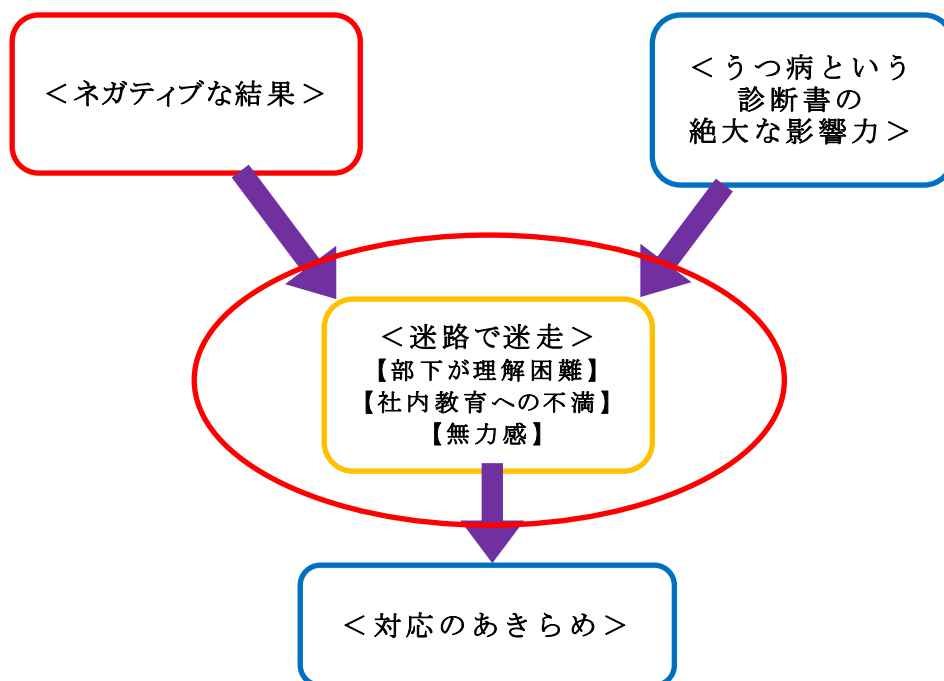 ＜ネガティブな結果＞
＜うつ病という
診断書の
絶大な影響力＞
＜迷路で迷走＞
【部下が理解困難】
【社内教育への不満】
【無力感】
＜対応のあきらめ＞